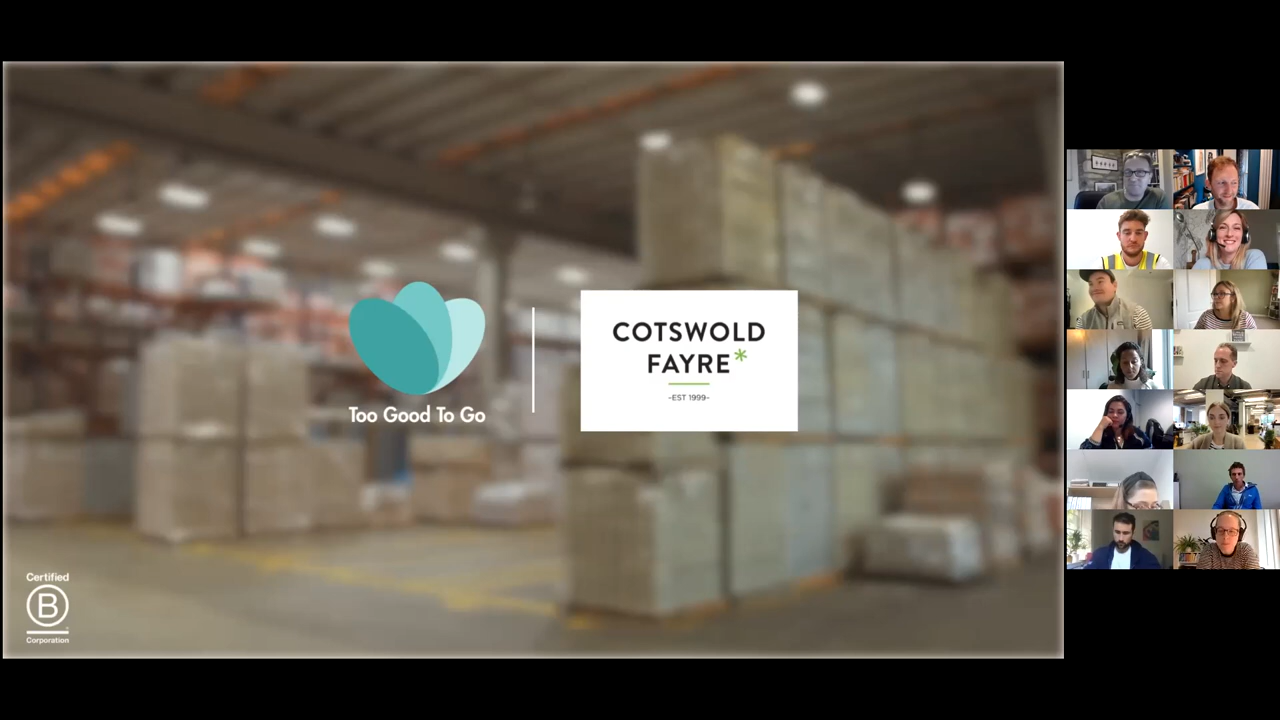 Too Good To Go
COTSWOLD
FAYRE*
-EST 1999-
Certified
B
Corporation